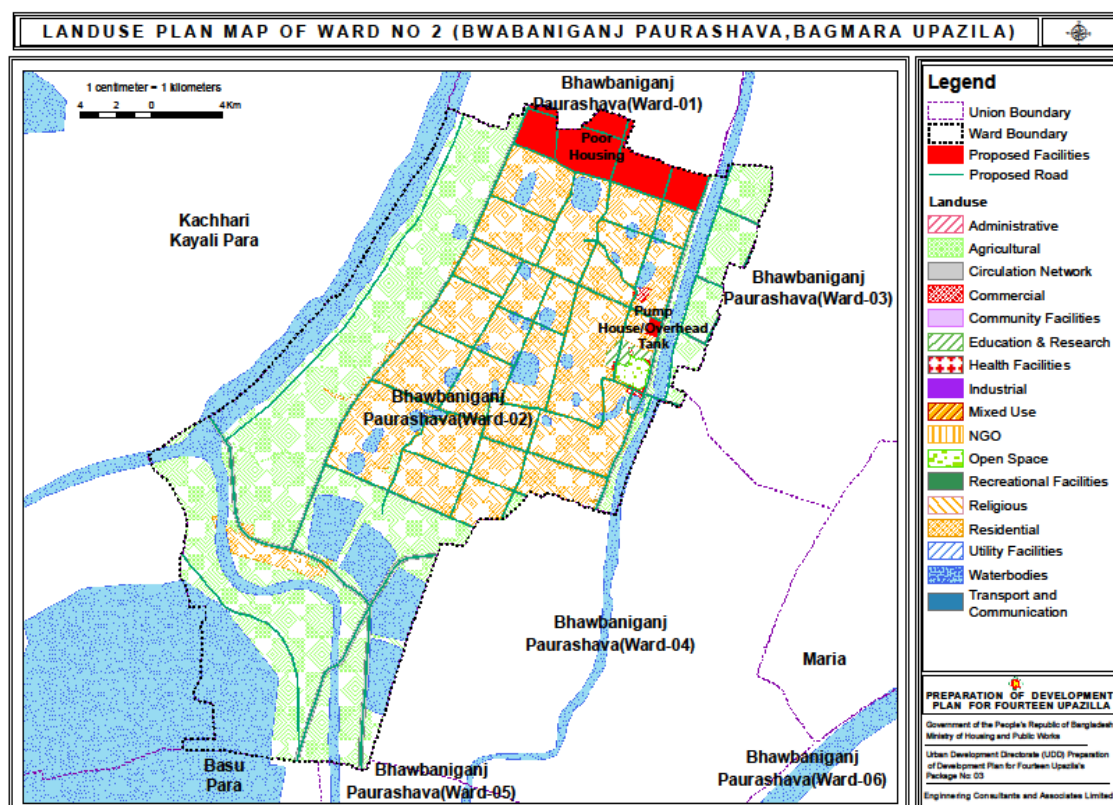 LANDUSE PLAN MAP OF WARD NO 2 (BWABANIGANJ PAURASHAVA,BAGMARA UPAZILA)
1 centimeter = 1 kilometers
4 2 0 4 Km
Bhawbaniganj
Paurashava(Ward-01)
Poor
Housing
Kachhari
Kayali Para
Bhawbaniganj
Paurashava(Ward-03)
Pump
House/Overhead
Tank
Bhawbaniganj
Paurashava(Ward-02)
Bhawbaniganj
Paurashava(Ward-04)
Maria
Basu
Para
Bhawbaniganj
Paurashava(Ward-05)
Bhawbaniganj
Paurashava(Ward-06)
Legend
Union Boundary
Ward Boundary
Proposed Facilities
Proposed Road
Landuse
Administrative
Agricultural
Circulation Network
Commercial
Community Facilities
Education & Research
Health Facilities
Industrial
Mixed Use
NGO
Open Space
Recreational Facilities
Religious
Residential
Utility Facilities
Waterbodies
Transport and
Communication
PREPARATION OF DEVELOPMENT
PLAN FOR FOURTEEN UPAZILLA
Government of the People's Republic of Bangladesh
Ministry of Housing and Public Works
Urban Development Directorate (UDD) Preparation
of Development Plan for Fourteen Upazila's
Package No: 03
Enginnering Consultants and Associates Limited